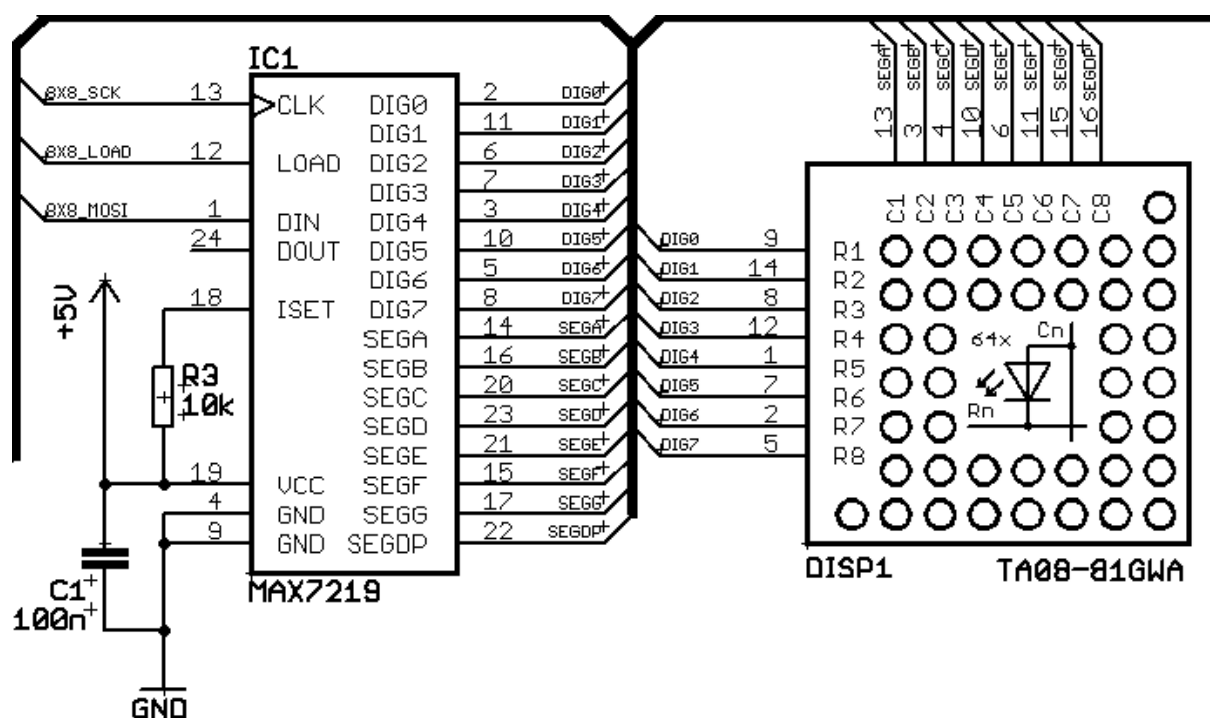 IC1
8X8_SCK 13 CLK DIG0 2 DIG0
DIG1 11 DIG1
8X8_LOAD 12 LOAD DIG2 6 DIG2
DIG3 7 DIG3
8X8_MOSI 1 DIN DIG4 3 DIG4
24 DOUT DIG5 10 DIG5
DIG6 5 DIG6
18 ISET DIG7 8 DIG7
SEGA 14 SEGA
SEGB 16 SEGB
SEGC 20 SEGC
SEGD 23 SEGD
SEGE 21 SEGE
19 VCC SEGF 15 SEGF
4 GND SEGG 17 SEGG
9 GND SEGDP 22 SEGDP
MAX7219
+5V
R3
10k
C1
100n
GND
13 SEGA
3 SEGB
4 SEGC
10 SEGD
6 SEGE
11 SEGF
15 SEGG
16 SEGDP
C1 C2 C3 C4 C5 C6 C7 C8
DIG0 9 R1
DIG1 14 R2
DIG2 8 R3
DIG3 12 R4
DIG4 1 R5
DIG5 7 R6
DIG6 2 R7
DIG7 5 R8
64x Cn
Rn
DISP1 TA08-81GWA